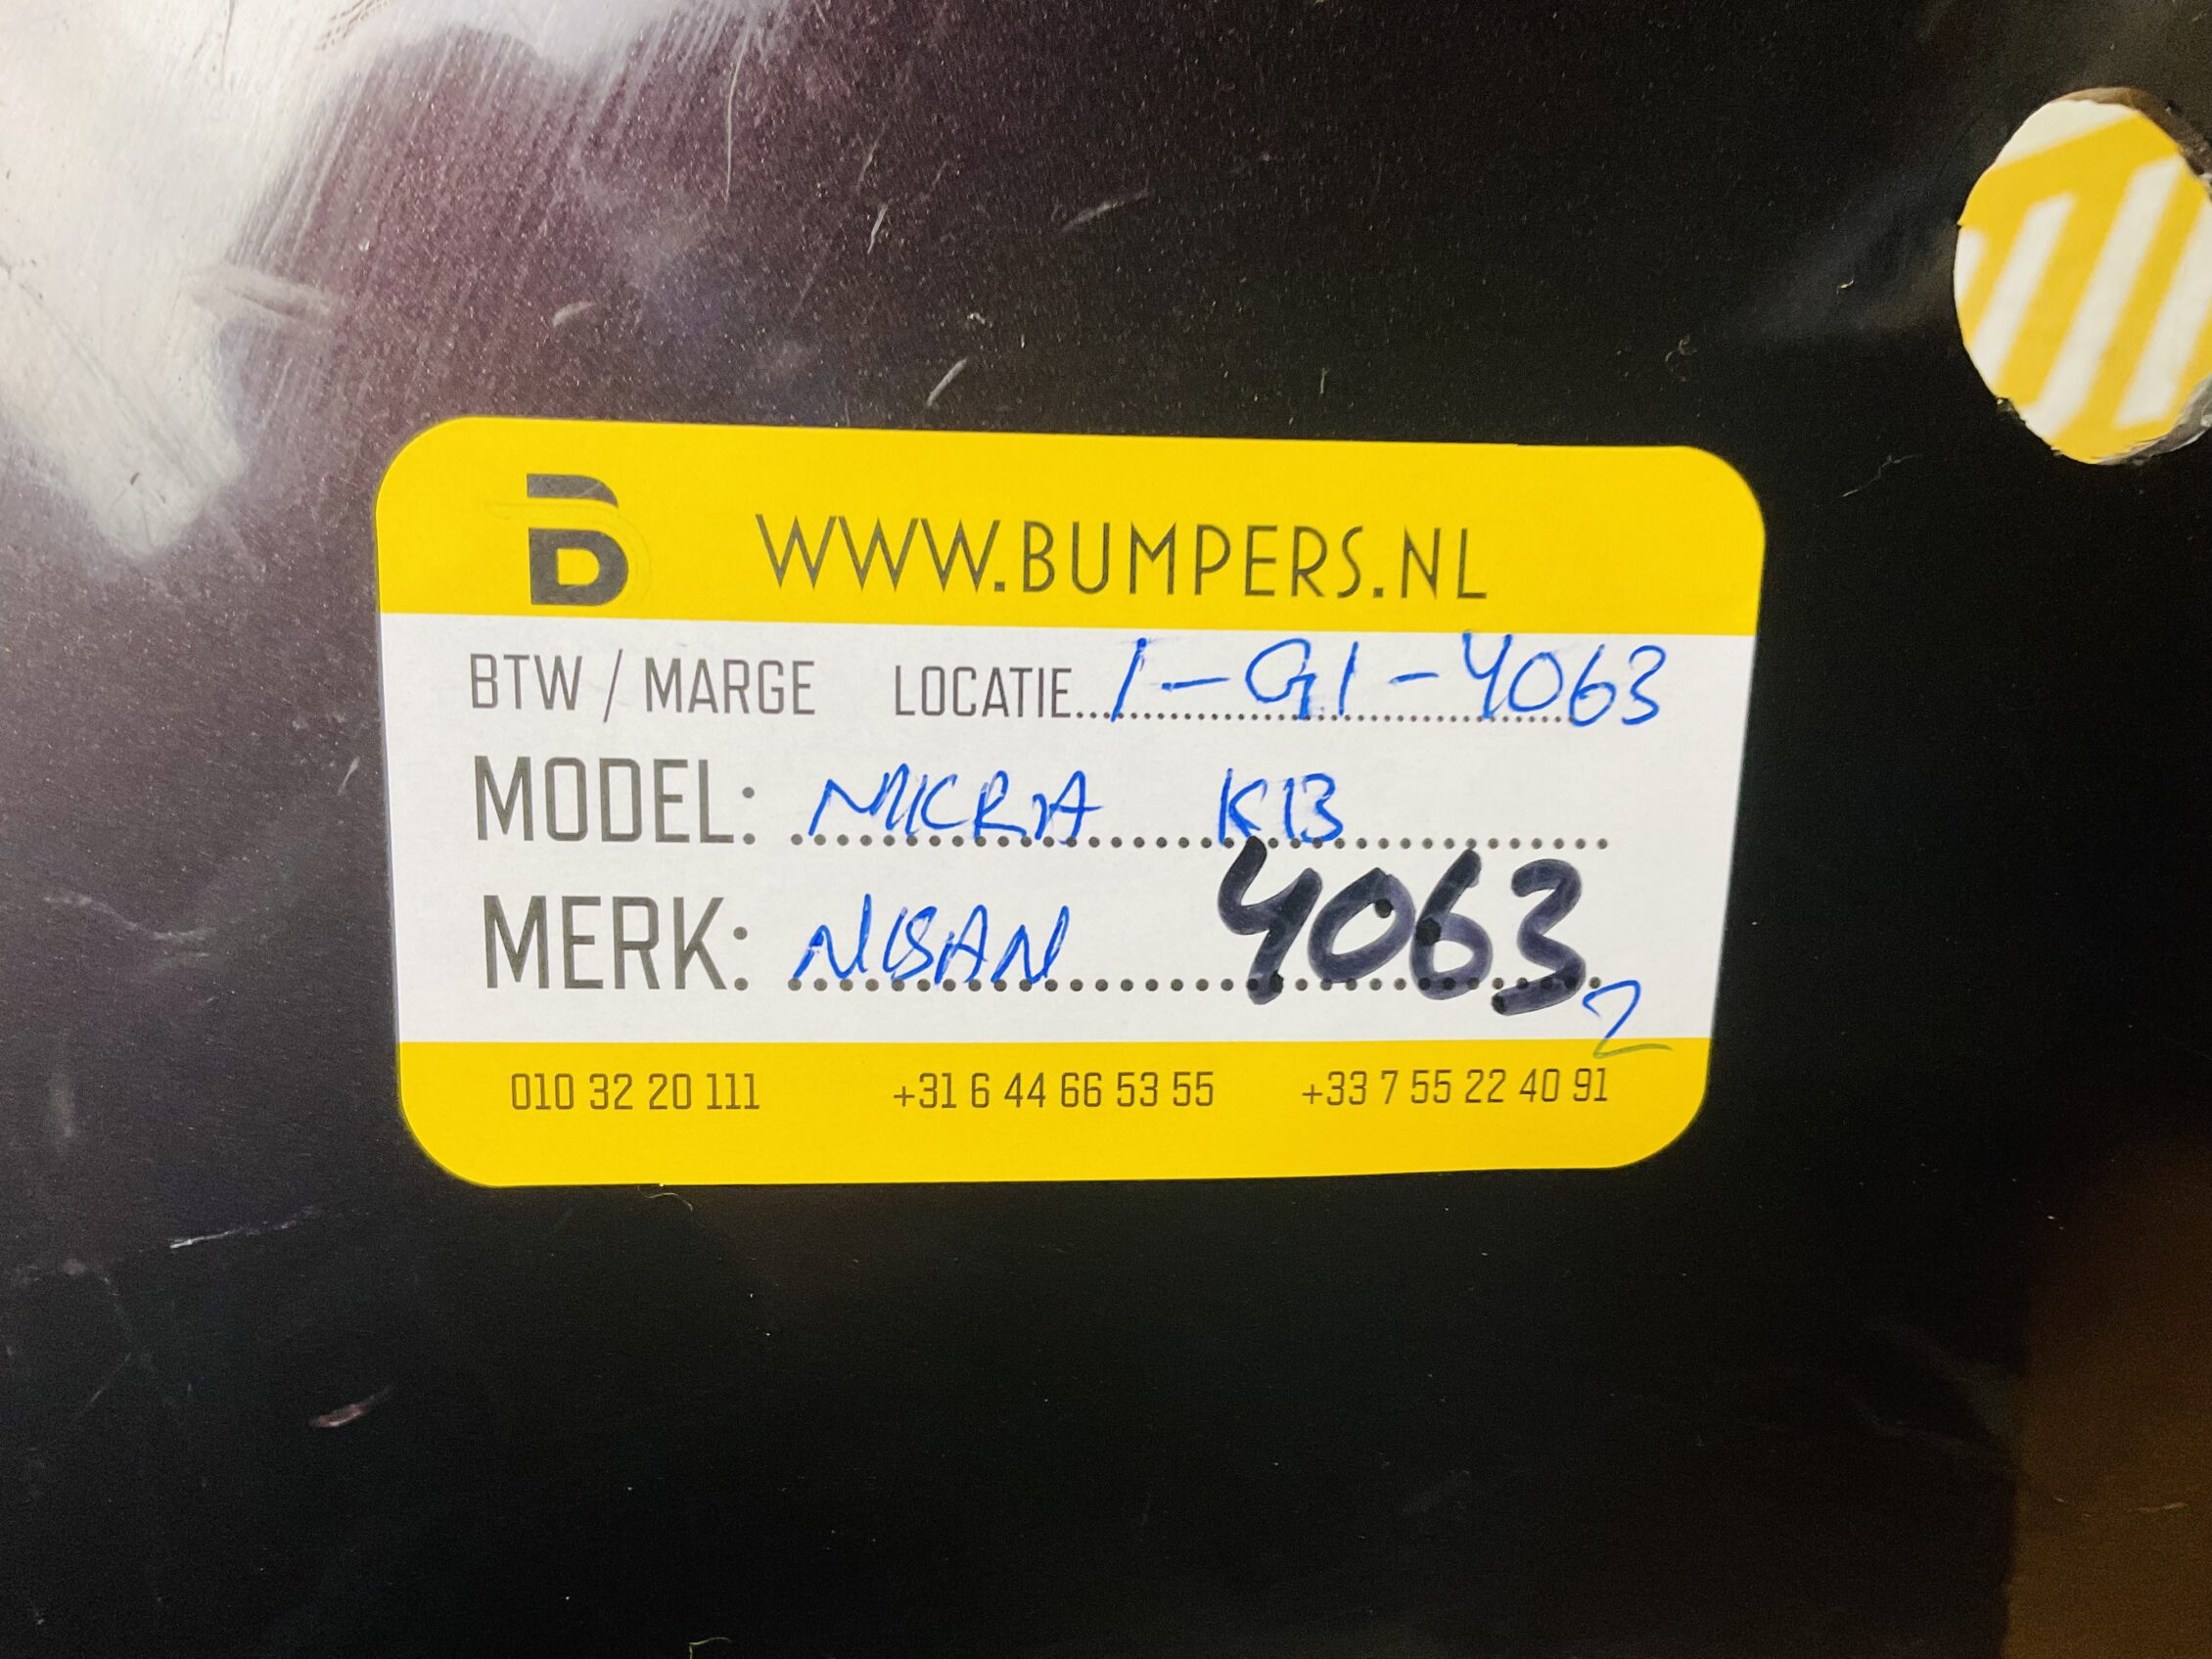 B WWW.BUMPERS.NL
BTW / MARGE LOCATIE 1-G1-4063
MODEL: MICRA K13
MERK: NISAN 4063
2
010 32 20 111 +31 6 44 66 53 55 +33 7 55 22 40 91